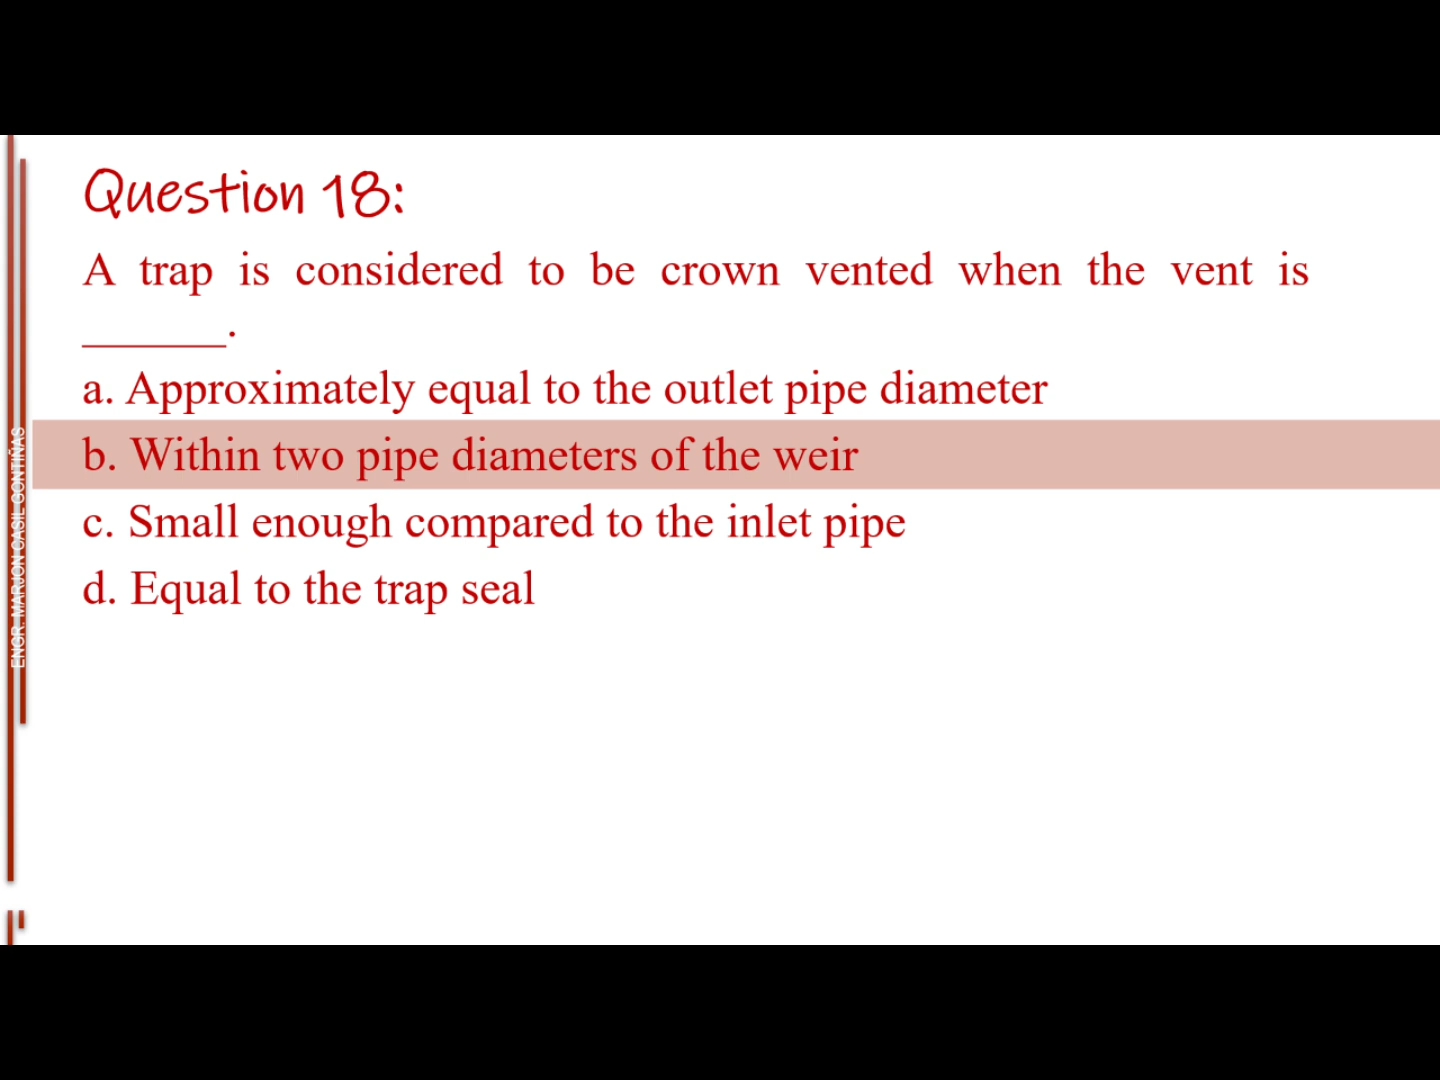 Question 18:
A trap is considered to be crown vented when the vent is
______.
a. Approximately equal to the outlet pipe diameter
b. Within two pipe diameters of the weir
c. Small enough compared to the inlet pipe
d. Equal to the trap seal
ENGR. MARJON CASIL GONTIÑAS